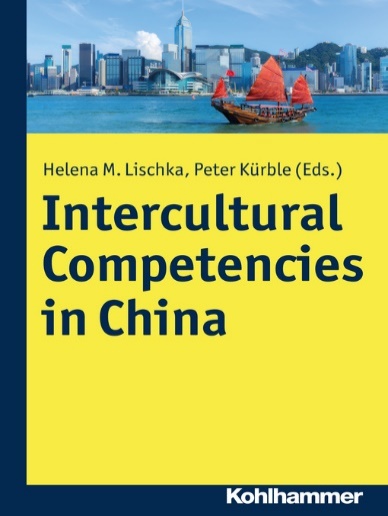 Helena M. Lischka, Peter Kürble (Eds.)
Intercultural
Competencies
in China
Kohlhammer